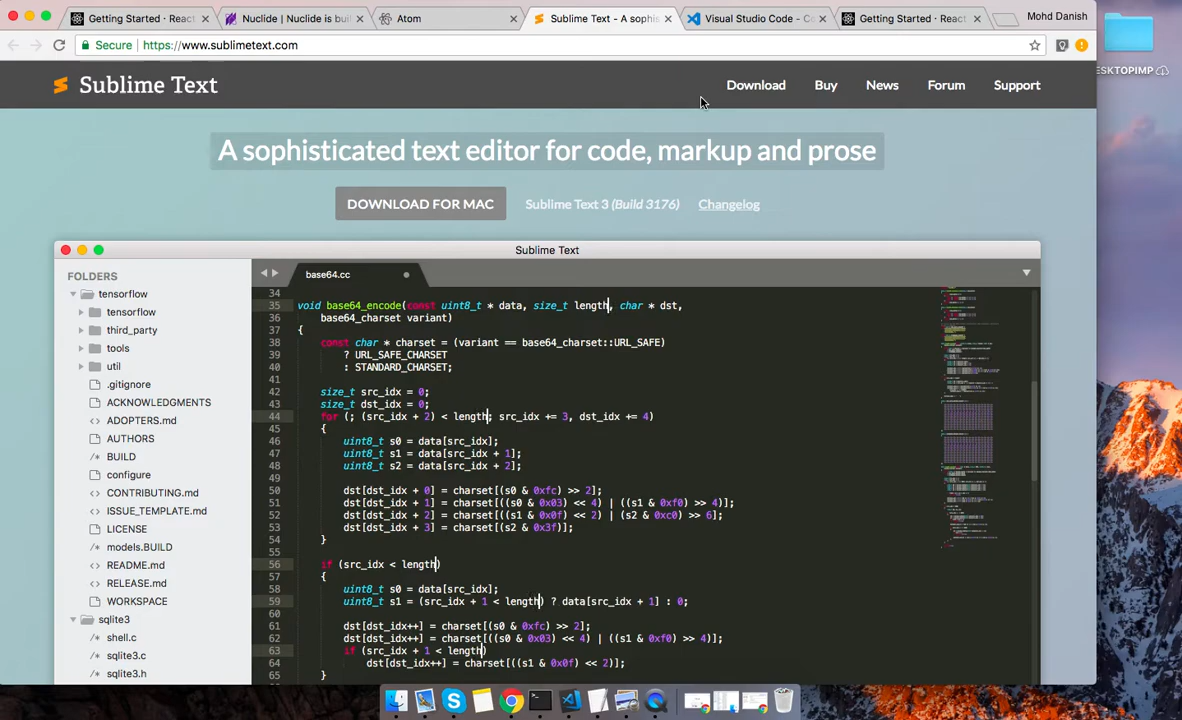 Getting Started · React
Nuclide | Nuclide is bui
Atom
Sublime Text - A sophis
Visual Studio Code - Co
Getting Started · React
Mohd Danish
Secure
https://www.sublimetext.com
ESKTOPIMP
Sublime Text
Download
Buy
News
Forum
Support
A sophisticated text editor for code, markup and prose
DOWNLOAD FOR MAC
Sublime Text 3 (Build 3176)
Changelog
Sublime Text
FOLDERS
tensorflow
tensorflow
third_party
tools
util
.gitignore
ACKNOWLEDGMENTS
ADOPTERS.md
AUTHORS
BUILD
configure
CONTRIBUTING.md
ISSUE_TEMPLATE.md
LICENSE
models.BUILD
README.md
RELEASE.md
WORKSPACE
sqlite3
shell.c
sqlite3.c
sqlite3.h
base64.cc
34
35 void base64_encode(const uint8_t * data, size_t length, char * dst,
36 base64_charset variant)
37 {
38 const char * charset = (variant == base64_charset::URL_SAFE)
39 ? URL_SAFE_CHARSET
40 : STANDARD_CHARSET;
41
42 size_t src_idx = 0;
43 size_t dst_idx = 0;
44 for (; (src_idx + 2) < length; src_idx += 3, dst_idx += 4)
45 {
46 uint8_t s0 = data[src_idx];
47 uint8_t s1 = data[src_idx + 1];
48 uint8_t s2 = data[src_idx + 2];
49
50 dst[dst_idx + 0] = charset[(s0 & 0xfc) >> 2];
51 dst[dst_idx + 1] = charset[((s0 & 0x03) << 4) | ((s1 & 0xf0) >> 4)];
52 dst[dst_idx + 2] = charset[((s1 & 0x0f) << 2) | (s2 & 0xc0) >> 6];
53 dst[dst_idx + 3] = charset[(s2 & 0x3f)];
54 }
55
56 if (src_idx < length)
57 {
58 uint8_t s0 = data[src_idx];
59 uint8_t s1 = (src_idx + 1 < length) ? data[src_idx + 1] : 0;
60
61 dst[dst_idx++] = charset[(s0 & 0xfc) >> 2];
62 dst[dst_idx++] = charset[((s0 & 0x03) << 4) | ((s1 & 0xf0) >> 4)];
63 if (src_idx + 1 < length)
64 dst[dst_idx++] = charset[((s1 & 0x0f) << 2)];
65 }